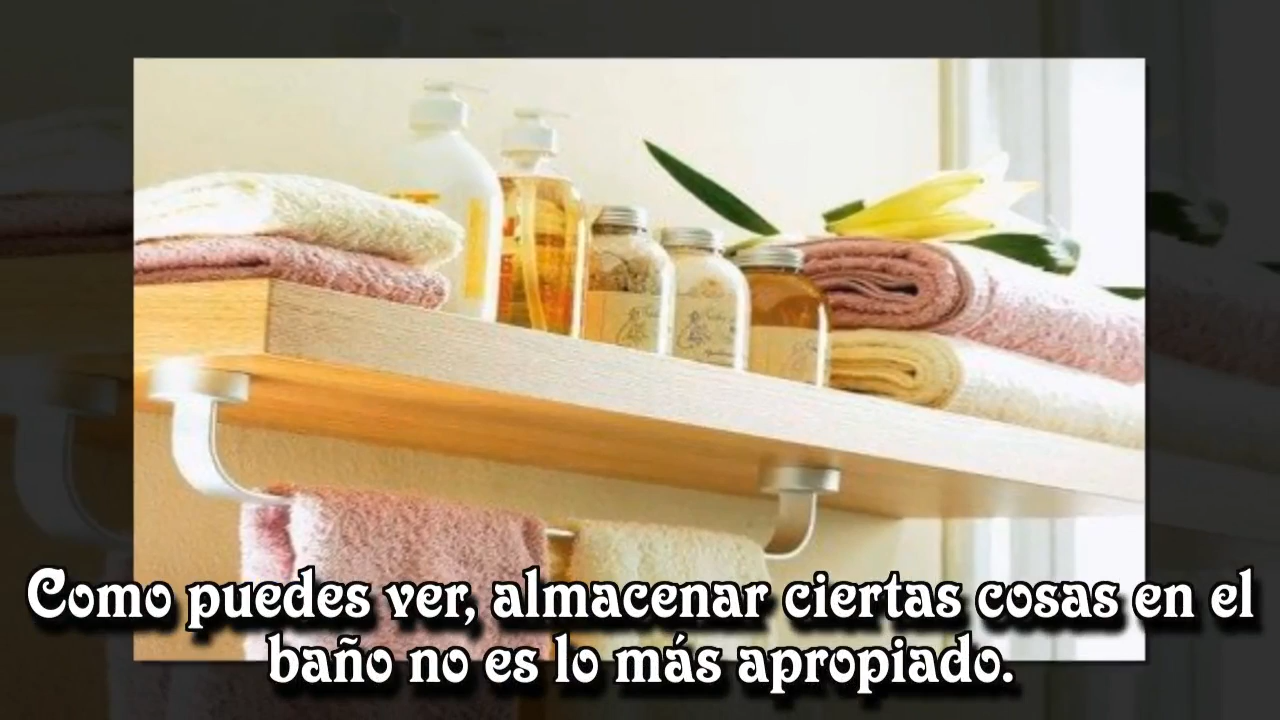 Como puedes ver, almacenar ciertas cosas en el
baño no es lo más apropiado.